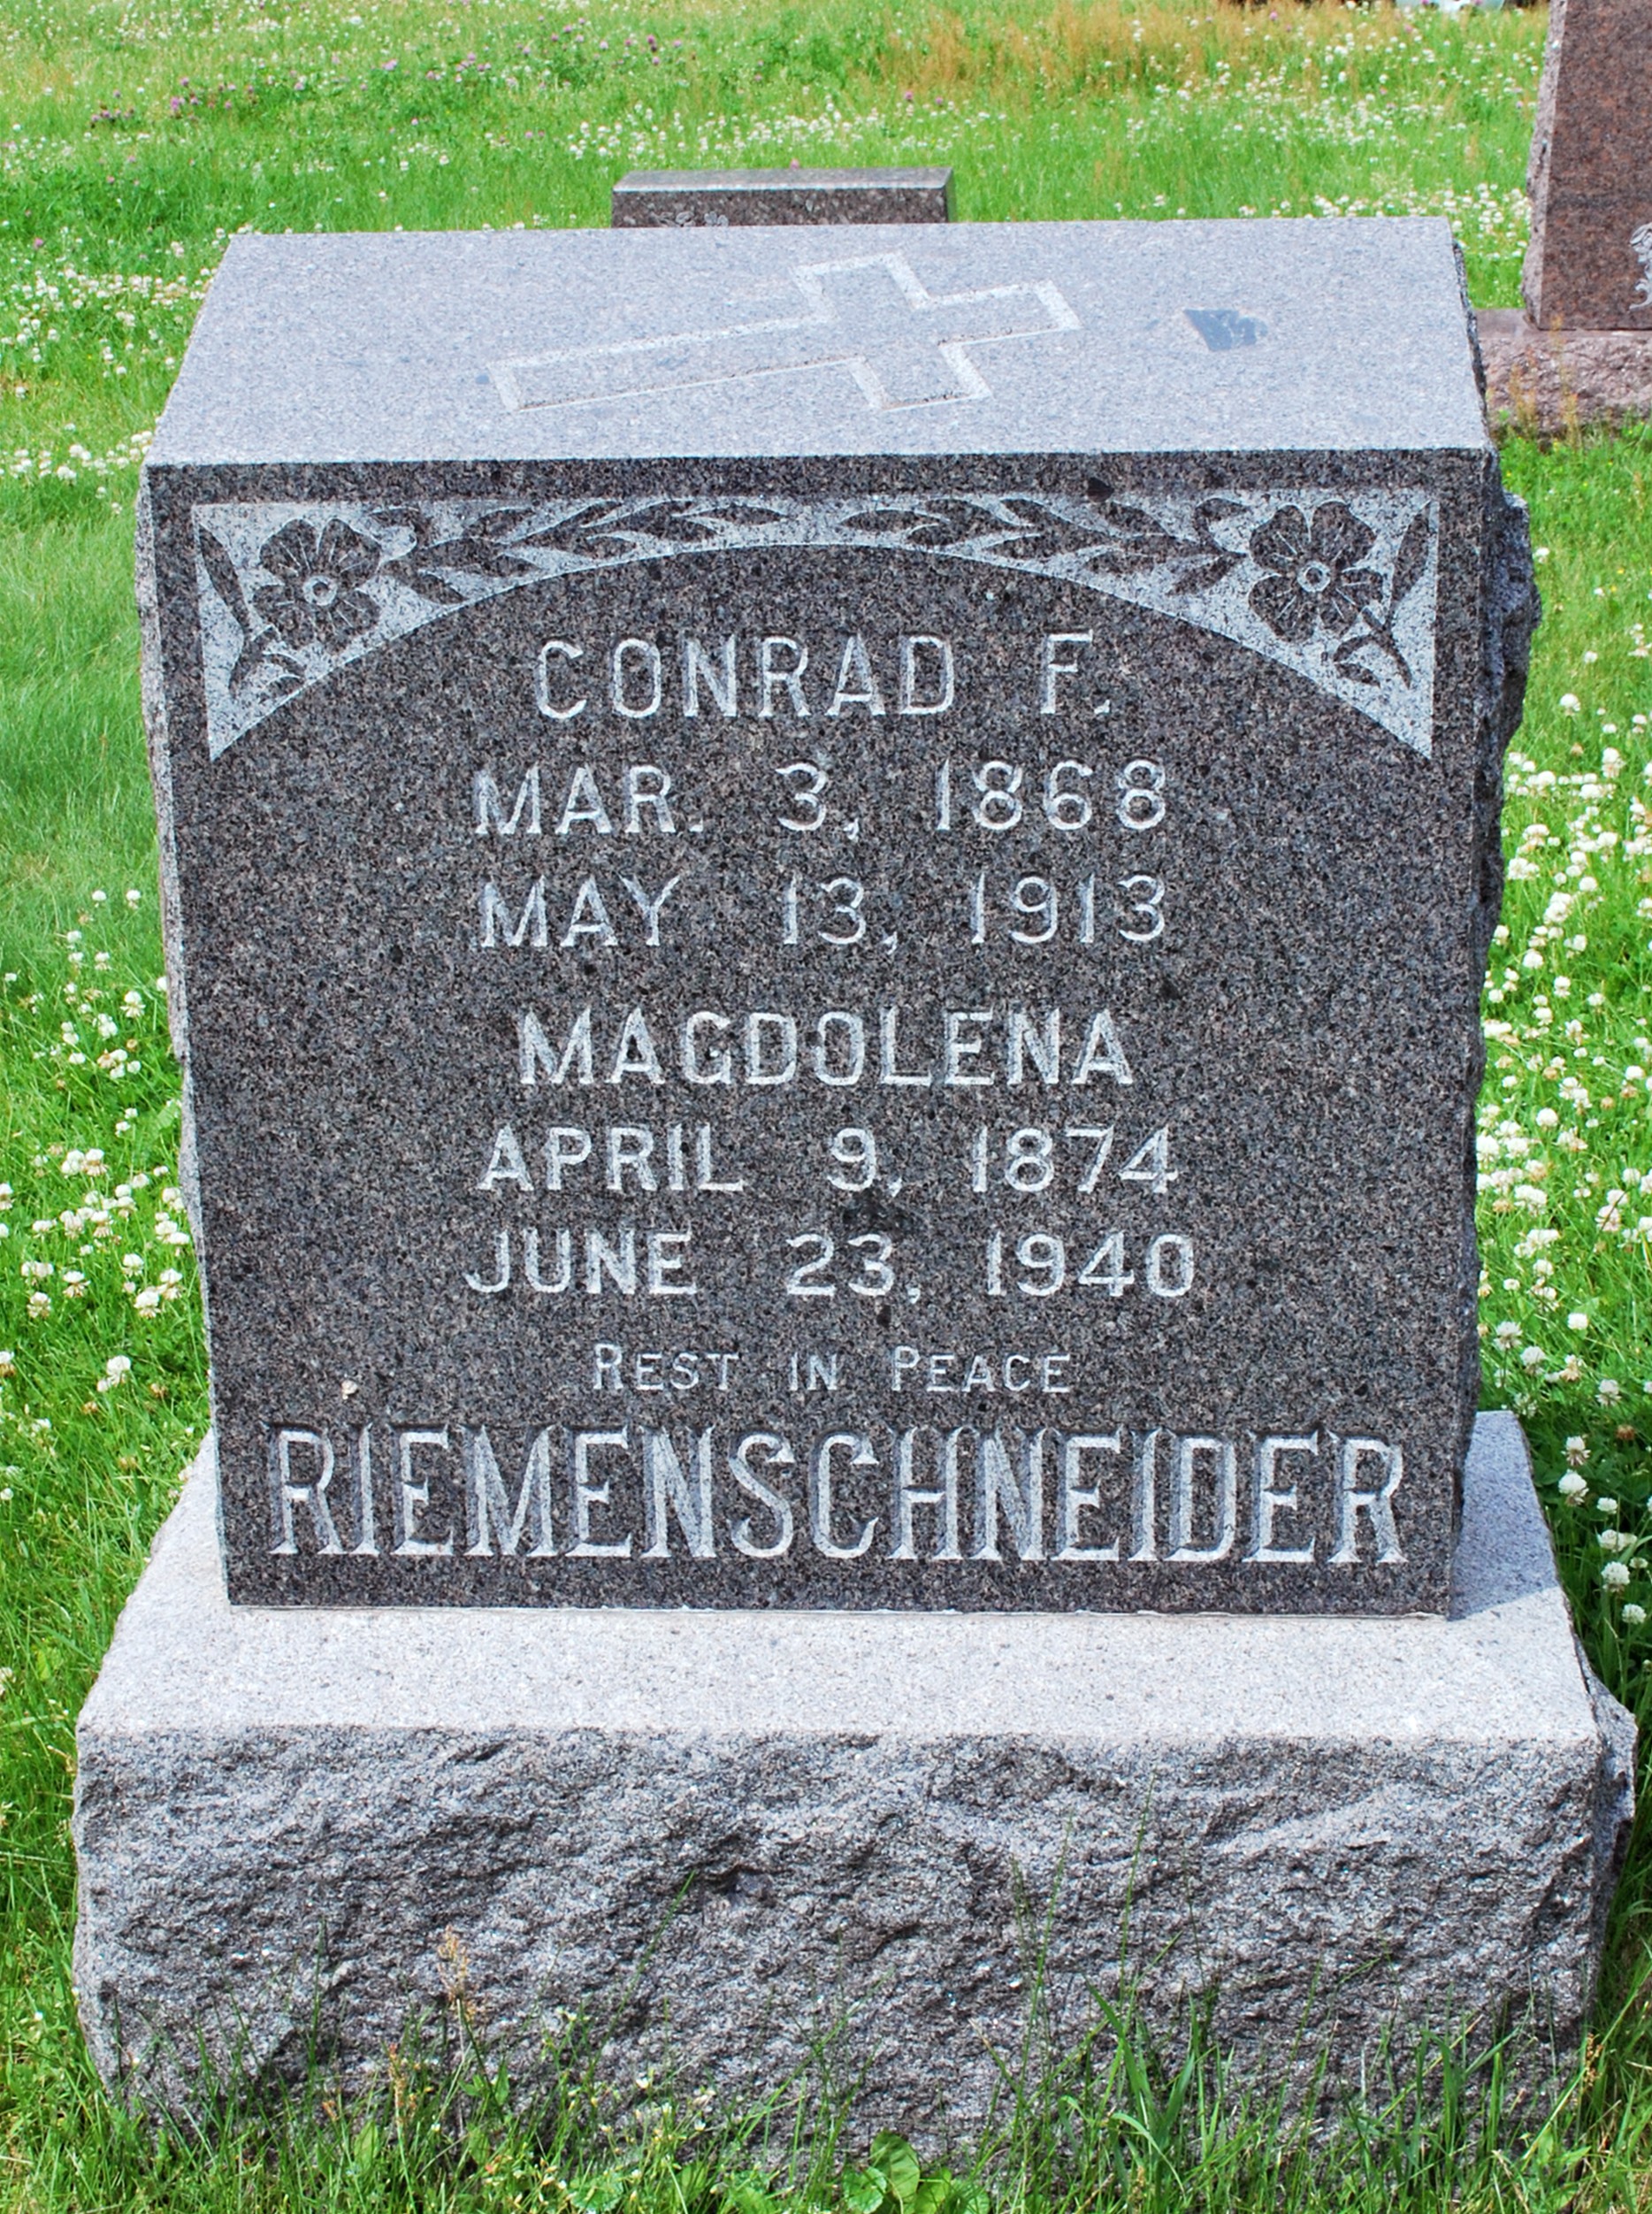 CONRAD F.
MAR. 3, 1868
MAY 13, 1913
MAGDOLENA
APRIL 9, 1874
JUNE 23, 1940
REST IN PEACE
RIEMENSCHNEIDER